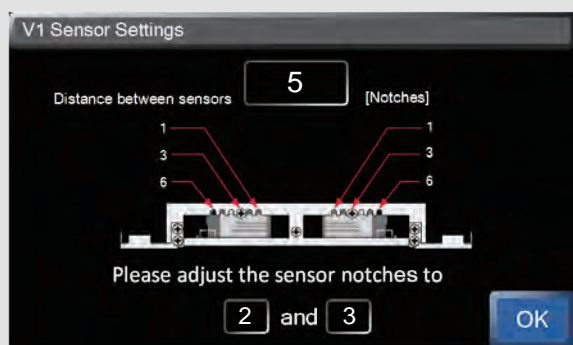 V1 Sensor Settings
Distance between sensors 5 [Notches]
1 1
3 3
6 6
Please adjust the sensor notches to
2 and 3
OK